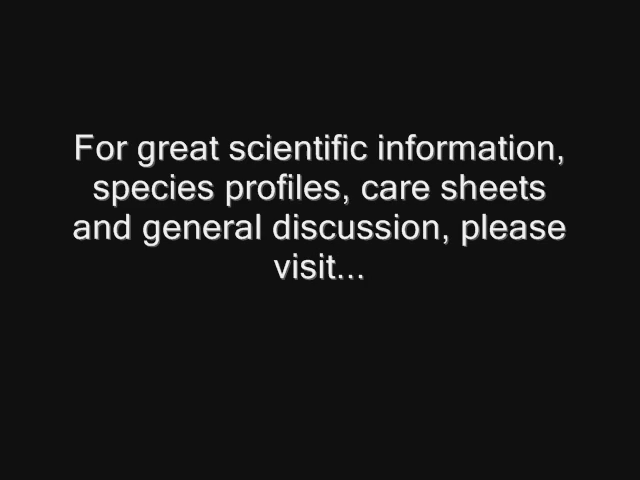 For great scientific information,
species profiles, care sheets
and general discussion, please
visit...